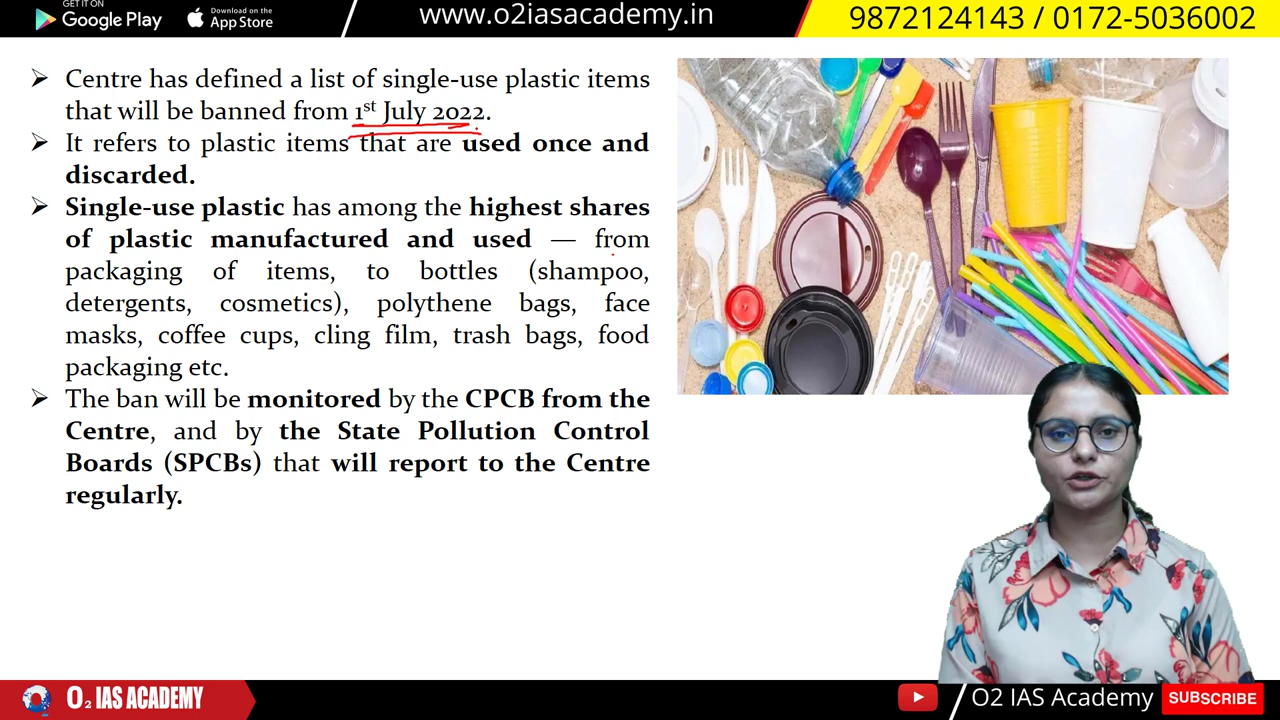 GET IT ON
Google Play
Download on the
App Store
www.o2iasacademy.in
9872124143 / 0172-5036002
➢ Centre has defined a list of single-use plastic items
that will be banned from 1st July 2022.
➢ It refers to plastic items that are used once and
discarded.
➢ Single-use plastic has among the highest shares
of plastic manufactured and used — from
packaging of items, to bottles (shampoo,
detergents, cosmetics), polythene bags, face
masks, coffee cups, cling film, trash bags, food
packaging etc.
➢ The ban will be monitored by the CPCB from the
Centre, and by the State Pollution Control
Boards (SPCBs) that will report to the Centre
regularly.
O2 IAS ACADEMY
O2 IAS Academy
SUBSCRIBE